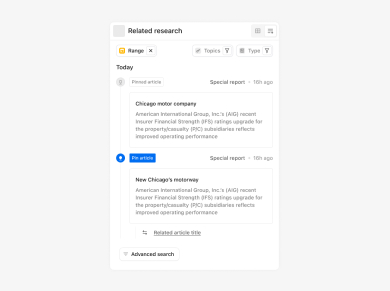 Related research
Range
Topics
Type
Today
Pinned article
Special report • 16h ago
Chicago motor company
American International Group, Inc.'s (AIG) recent
Insurer Financial Strength (IFS) ratings upgrade for
the property/casualty (P/C) subsidiaries reflects
improved operating performance
Pin article
Special report • 16h ago
New Chicago's motorway
American International Group, Inc.'s (AIG) recent
Insurer Financial Strength (IFS) ratings upgrade for
the property/casualty (P/C) subsidiaries reflects
improved operating performance
Related article title
Advanced search